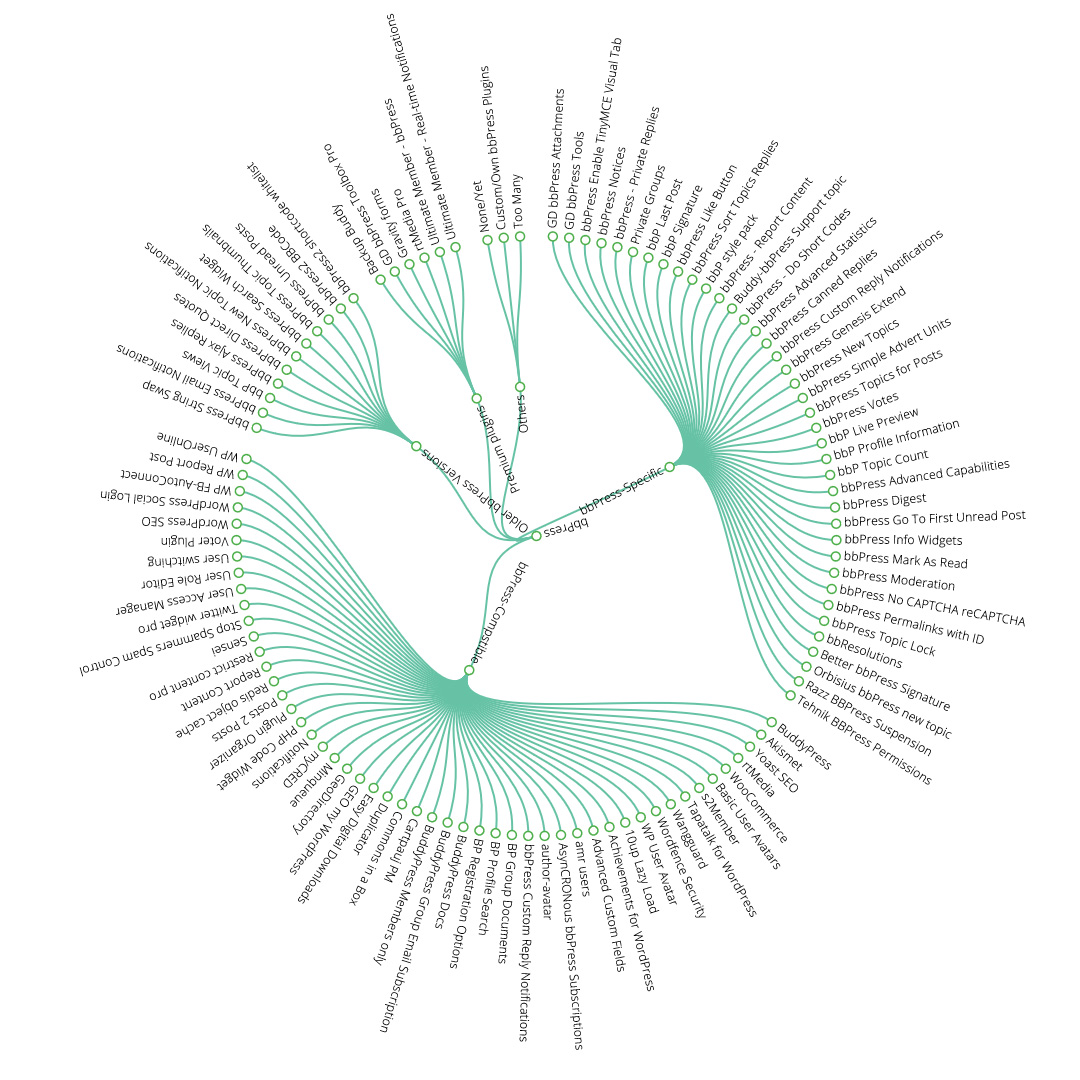 bbPress
bbPress-Specific
GD bbPress Attachments
GD bbPress Tools
bbPress Enable TinyMCE Visual Tab
bbPress Notices
bbPress - Private Replies
Private Groups
bbP Last Post
bbP Signature
bbPress Like Button
bbPress Sort Topics Replies
bbP style pack
bbPress - Report Content
Buddy-bbPress Support topic
bbPress - Do Short Codes
bbPress Advanced Statistics
bbPress Canned Replies
bbPress Custom Reply Notifications
bbPress Genesis Extend
bbPress New Topics
bbPress Simple Advert Units
bbPress Topics for Posts
bbPress Votes
bbP Live Preview
bbP Profile Information
bbP Topic Count
bbPress Advanced Capabilities
bbPress Digest
bbPress Go To First Unread Post
bbPress Info Widgets
bbPress Mark As Read
bbPress Moderation
bbPress No CAPTCHA reCAPTCHA
bbPress Permalinks with ID
bbPress Topic Lock
bbResolutions
Better bbPress Signature
Orbisius bbPress new topic
Razz BBPress Suspension
Tehnik BBPress Permissions
bbPress-Compatible
BuddyPress
Akismet
Yoast SEO
rtMedia
WooCommerce
Basic User Avatars
s2Member
Tapatalk for WordPress
Wangguard
Wordfence Security
WP User Avatar
10up Lazy Load
Achievements for WordPress
Advanced Custom Fields
amr users
AsynCRONous bbPress Subscriptions
author-avatar
bbPress Custom Reply Notifications
BP Group Documents
BP Profile Search
BP Registration Options
BuddyPress Docs
BuddyPress Group Email Subscription
BuddyPress Members only
Cartpauj PM
Commons in a Box
Duplicator
Easy Digital Downloads
GEO my WordPress
GeoDirectory
Minqueue
myCRED
Notifications
PHP Code Widget
Plugin Organizer
Posts 2 Posts
Redis object cache
Report Content
Restrict content pro
Sensei
Stop Spammers Spam Control
Twitter widget pro
User Access Manager
User Role Editor
User switching
Voter Plugin
WordPress SEO
WordPress Social Login
WP FB-AutoConnect
WP Report Post
WP UserOnline
Older bbPress Versions
bbPress String Swap
bbPress Email Notifications
bbP Topic Views
bbPress Ajax Replies
bbPress Direct Quotes
bbPress New Topic Notifications
bbPress Search Widget
bbPress Topic Thumbnails
bbPress Unread Posts
bbPress2 BBCode
bbPress2 shortcode whitelist
Premium plugins
Backup Buddy
GD bbPress Toolbox Pro
Gravity forms
rtMedia Pro
Ultimate Member - bbPress
Ultimate Member - Real-time Notifications
Others
None/Yet
Custom/Own bbPress Plugins
Too Many